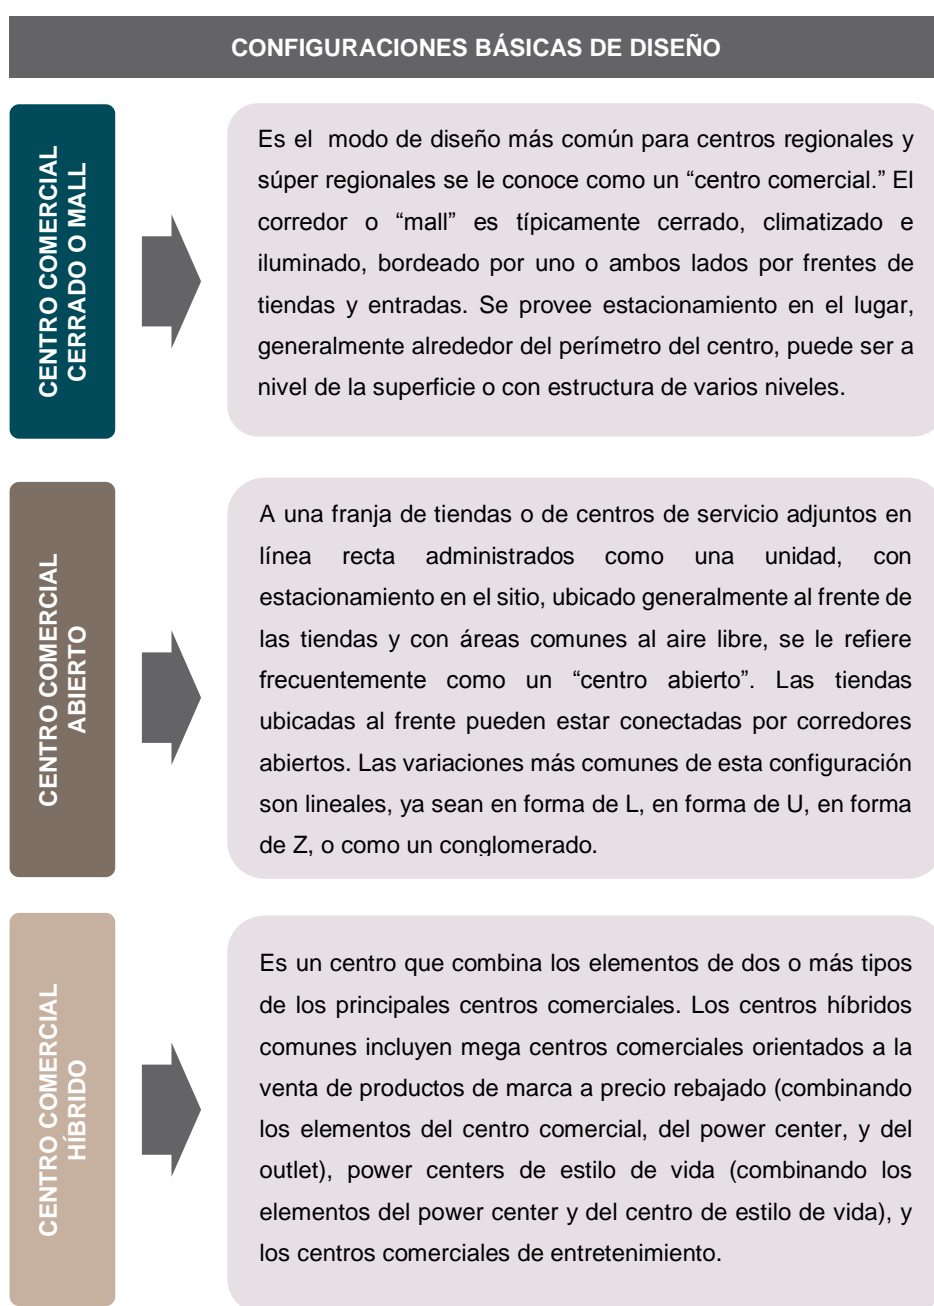 CONFIGURACIONES BÁSICAS DE DISEÑO
CENTRO COMERCIAL
CERRADO O MALL
Es el modo de diseño más común para centros regionales y
súper regionales se le conoce como un “centro comercial.” El
corredor o “mall” es típicamente cerrado, climatizado e
iluminado, bordeado por uno o ambos lados por frentes de
tiendas y entradas. Se provee estacionamiento en el lugar,
generalmente alrededor del perímetro del centro, puede ser a
nivel de la superficie o con estructura de varios niveles.
CENTRO COMERCIAL
ABIERTO
A una franja de tiendas o de centros de servicio adjuntos en
línea recta administrados como una unidad, con
estacionamiento en el sitio, ubicado generalmente al frente de
las tiendas y con áreas comunes al aire libre, se le refiere
frecuentemente como un “centro abierto”. Las tiendas
ubicadas al frente pueden estar conectadas por corredores
abiertos. Las variaciones más comunes de esta configuración
son lineales, ya sean en forma de L, en forma de U, en forma
de Z, o como un conglomerado.
CENTRO COMERCIAL
HÍBRIDO
Es un centro que combina los elementos de dos o más tipos
de los principales centros comerciales. Los centros híbridos
comunes incluyen mega centros comerciales orientados a la
venta de productos de marca a precio rebajado (combinando
los elementos del centro comercial, del power center, y del
outlet), power centers de estilo de vida (combinando los
elementos del power center y del centro de estilo de vida), y
los centros comerciales de entretenimiento.